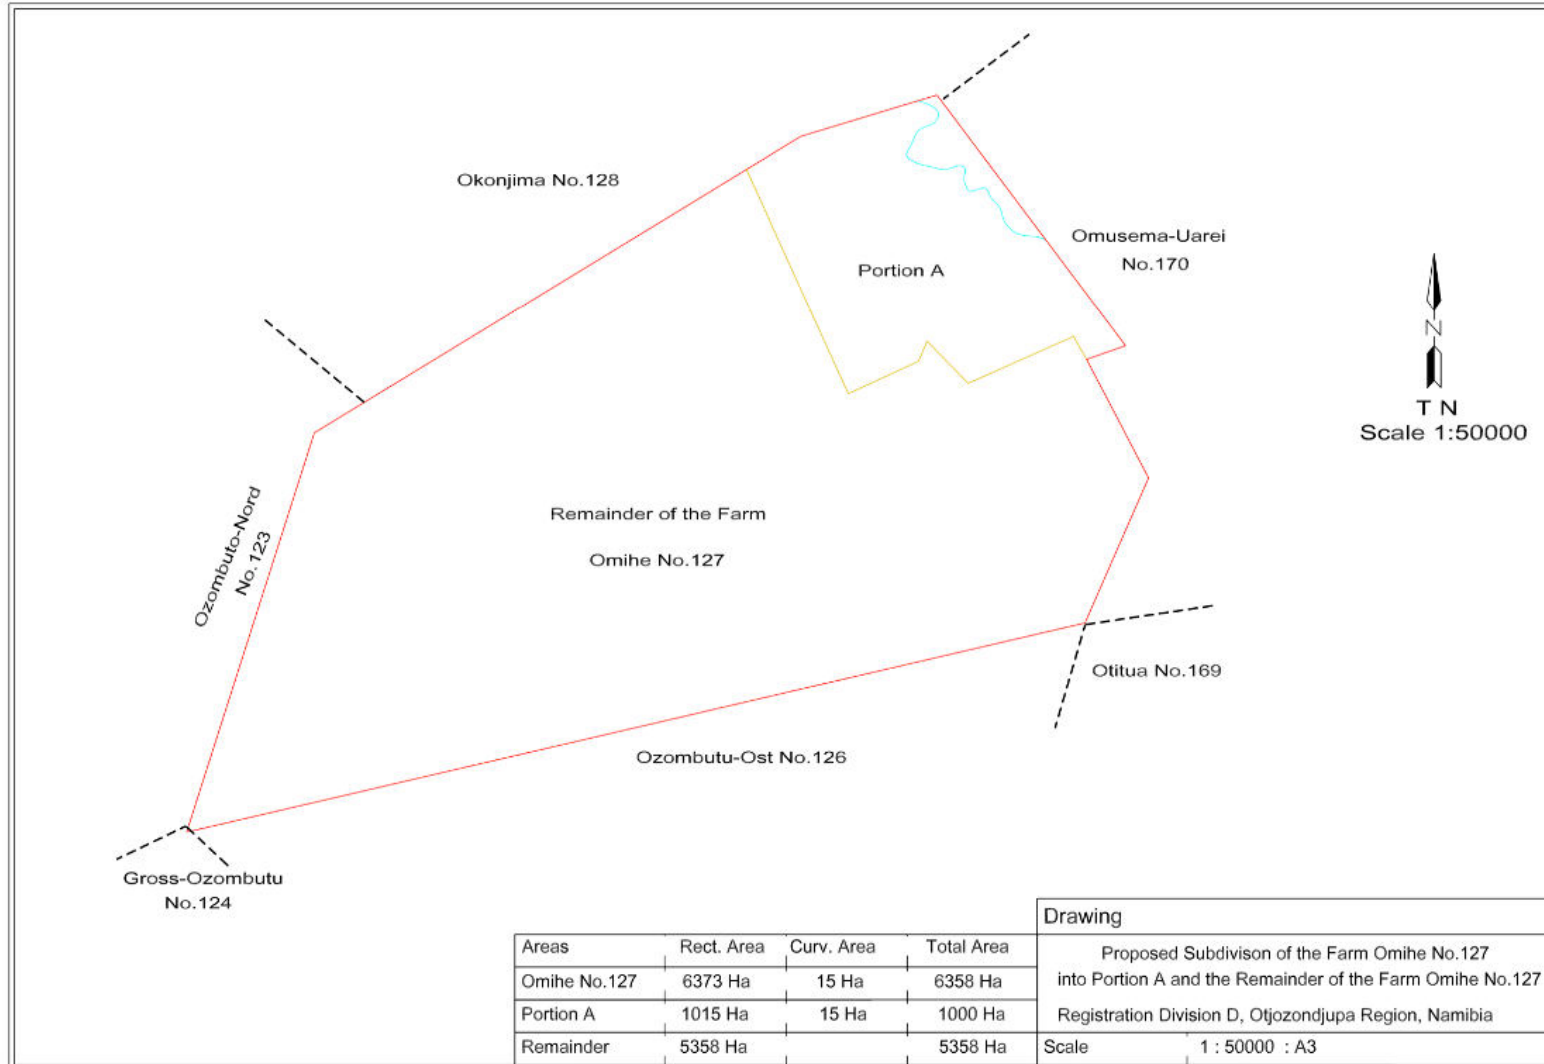 Okonjima No.128
Omusema-Uarei
No.170
Portion A
N
T N
Scale 1:50000
Ozombuto-Nord
No.123
Remainder of the Farm
Omihe No.127
Otitua No.169
Ozombutu-Ost No.126
Gross-Ozombutu
No.124
Drawing
Areas Rect. Area Curv. Area Total Area
Omihe No.127 6373 Ha 15 Ha 6358 Ha
Portion A 1015 Ha 15 Ha 1000 Ha
Remainder 5358 Ha 5358 Ha
Proposed Subdivison of the Farm Omihe No.127
into Portion A and the Remainder of the Farm Omihe No.127
Registration Division D, Otjozondjupa Region, Namibia
Scale 1 : 50000 : A3